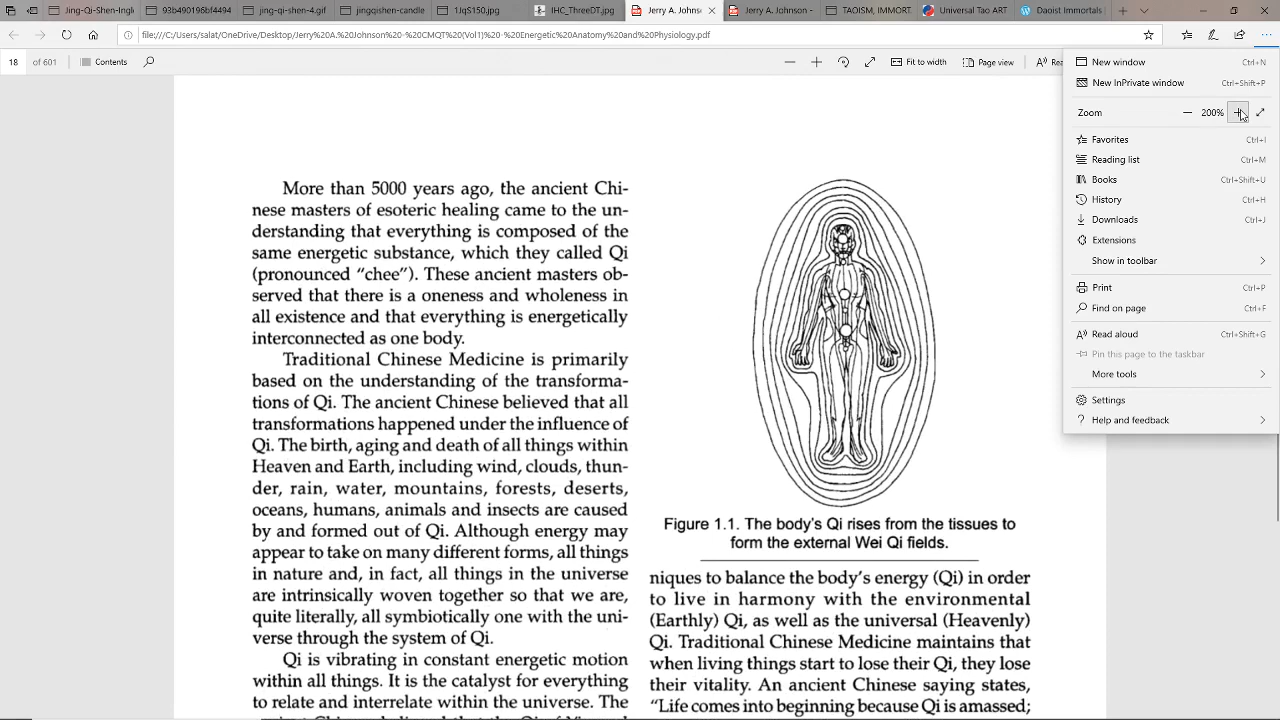 Jing-Qi-Shen-Ingl
93b490196bf4494
jing-qi-shen-4.jpg
jingqishen-candle
1JgS150.jpg
IHC_ThreeDT.jpg
Jerry A. Johns
Jerry A. Johnson -
TAOISM, IMMORT
Universal Tao ART
Daoist Immortals
file:///C:/Users/salat/OneDrive/Desktop/Jerry%20A.%20Johnson%20-%20CMQT%20(Vol1)%20-%20Energetic%20Anatomy%20and%20Physiology.pdf
18 of 601
Contents
Fit to width
Page view
Rea
New window Ctrl+N
New InPrivate window Ctrl+Shift+P
Zoom 200%
Favorites Ctrl+I
Reading list Ctrl+M
Books Ctrl+Shift+U
History Ctrl+H
Downloads Ctrl+J
Extensions
Show in toolbar
Print Ctrl+P
Find on page Ctrl+F
Read aloud Ctrl+Shift+G
Pin this page to the taskbar
More tools
Settings
Help and feedback
More than 5000 years ago, the ancient Chi-
nese masters of esoteric healing came to the un-
derstanding that everything is composed of the
same energetic substance, which they called Qi
(pronounced “chee”). These ancient masters ob-
served that there is a oneness and wholeness in
all existence and that everything is energetically
interconnected as one body.
Traditional Chinese Medicine is primarily
based on the understanding of the transforma-
tions of Qi. The ancient Chinese believed that all
transformations happened under the influence of
Qi. The birth, aging and death of all things within
Heaven and Earth, including wind, clouds, thun-
der, rain, water, mountains, forests, deserts,
oceans, humans, animals and insects are caused
by and formed out of Qi. Although energy may
appear to take on many different forms, all things
in nature and, in fact, all things in the universe
are intrinsically woven together so that we are,
quite literally, all symbiotically one with the uni-
verse through the system of Qi.
Qi is vibrating in constant energetic motion
within all things. It is the catalyst for everything
to relate and interrelate within the universe. The
Figure 1.1. The body’s Qi rises from the tissues to
form the external Wei Qi fields.
niques to balance the body’s energy (Qi) in order
to live in harmony with the environmental
(Earthly) Qi, as well as the universal (Heavenly)
Qi. Traditional Chinese Medicine maintains that
when living things start to lose their Qi, they lose
their vitality. An ancient Chinese saying states,
“Life comes into beginning because Qi is amassed;